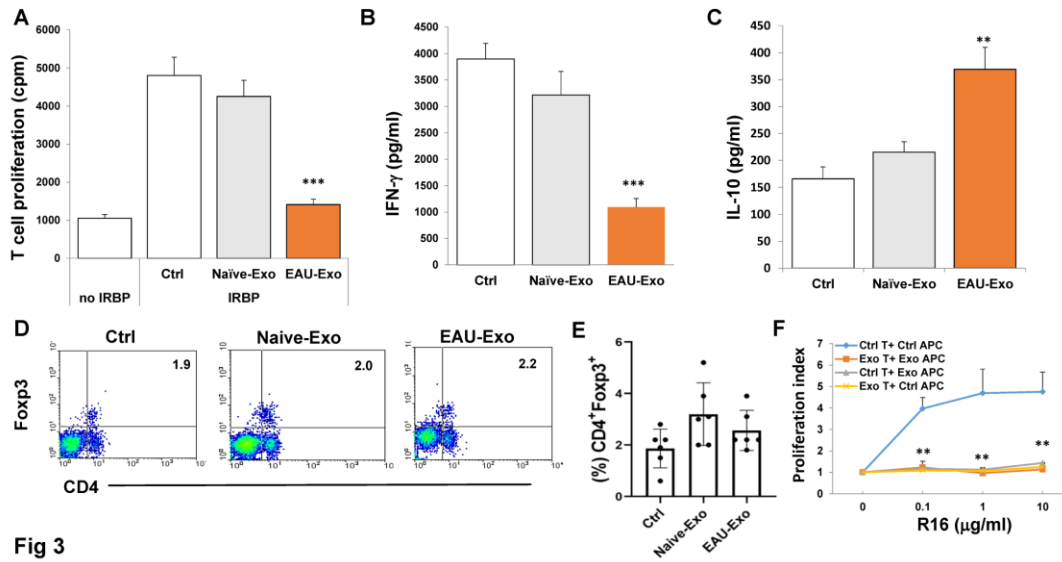 A
T cell proliferation (cpm)
6000
5000
4000
3000
2000
1000
0
***
Ctrl
Naïve-Exo
EAU-Exo
no IRBP
IRBP
B
IFN-γ (pg/ml)
4500
4000
3500
3000
2500
2000
1500
1000
500
0
***
Ctrl
Naïve-Exo
EAU-Exo
C
IL-10 (pg/ml)
450
400
350
300
250
200
150
100
50
0
**
Ctrl
Naïve-Exo
EAU-Exo
D
Ctrl
Naive-Exo
EAU-Exo
Foxp3
1.9
2.0
2.2
CD4
E
(%) CD4⁺Foxp3⁺
6
4
2
0
Ctrl
Naive-Exo
EAU-Exo
F
Proliferation index
7
6
5
4
3
2
1
0
Ctrl T+ Ctrl APC
Exo T+ Exo APC
Ctrl T+ Exo APC
Exo T+ Ctrl APC
**
**
**
0
0.1
1
10
R16 (μg/ml)
Fig 3